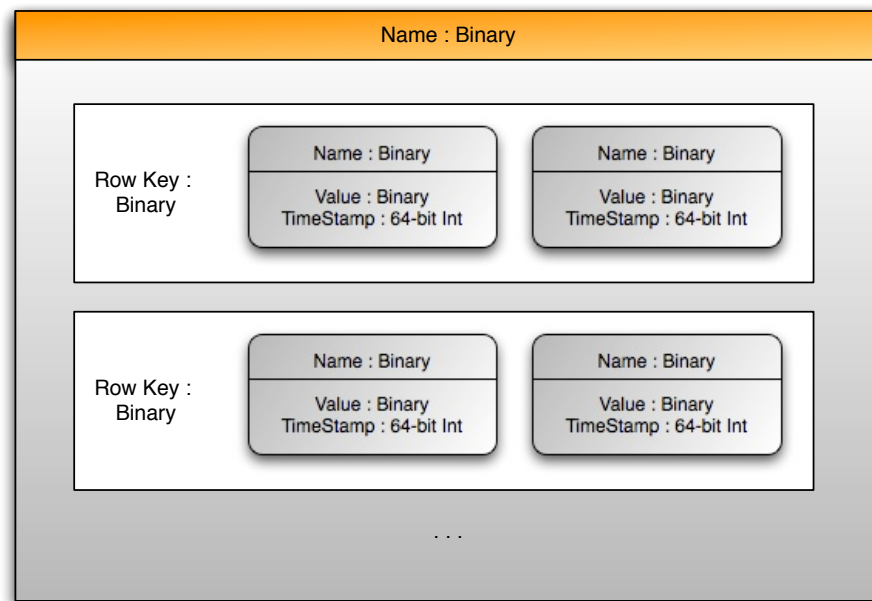 Name : Binary
Row Key :
Binary
Name : Binary
Value : Binary
TimeStamp : 64-bit Int
Name : Binary
Value : Binary
TimeStamp : 64-bit Int
Row Key :
Binary
Name : Binary
Value : Binary
TimeStamp : 64-bit Int
Name : Binary
Value : Binary
TimeStamp : 64-bit Int
. . .